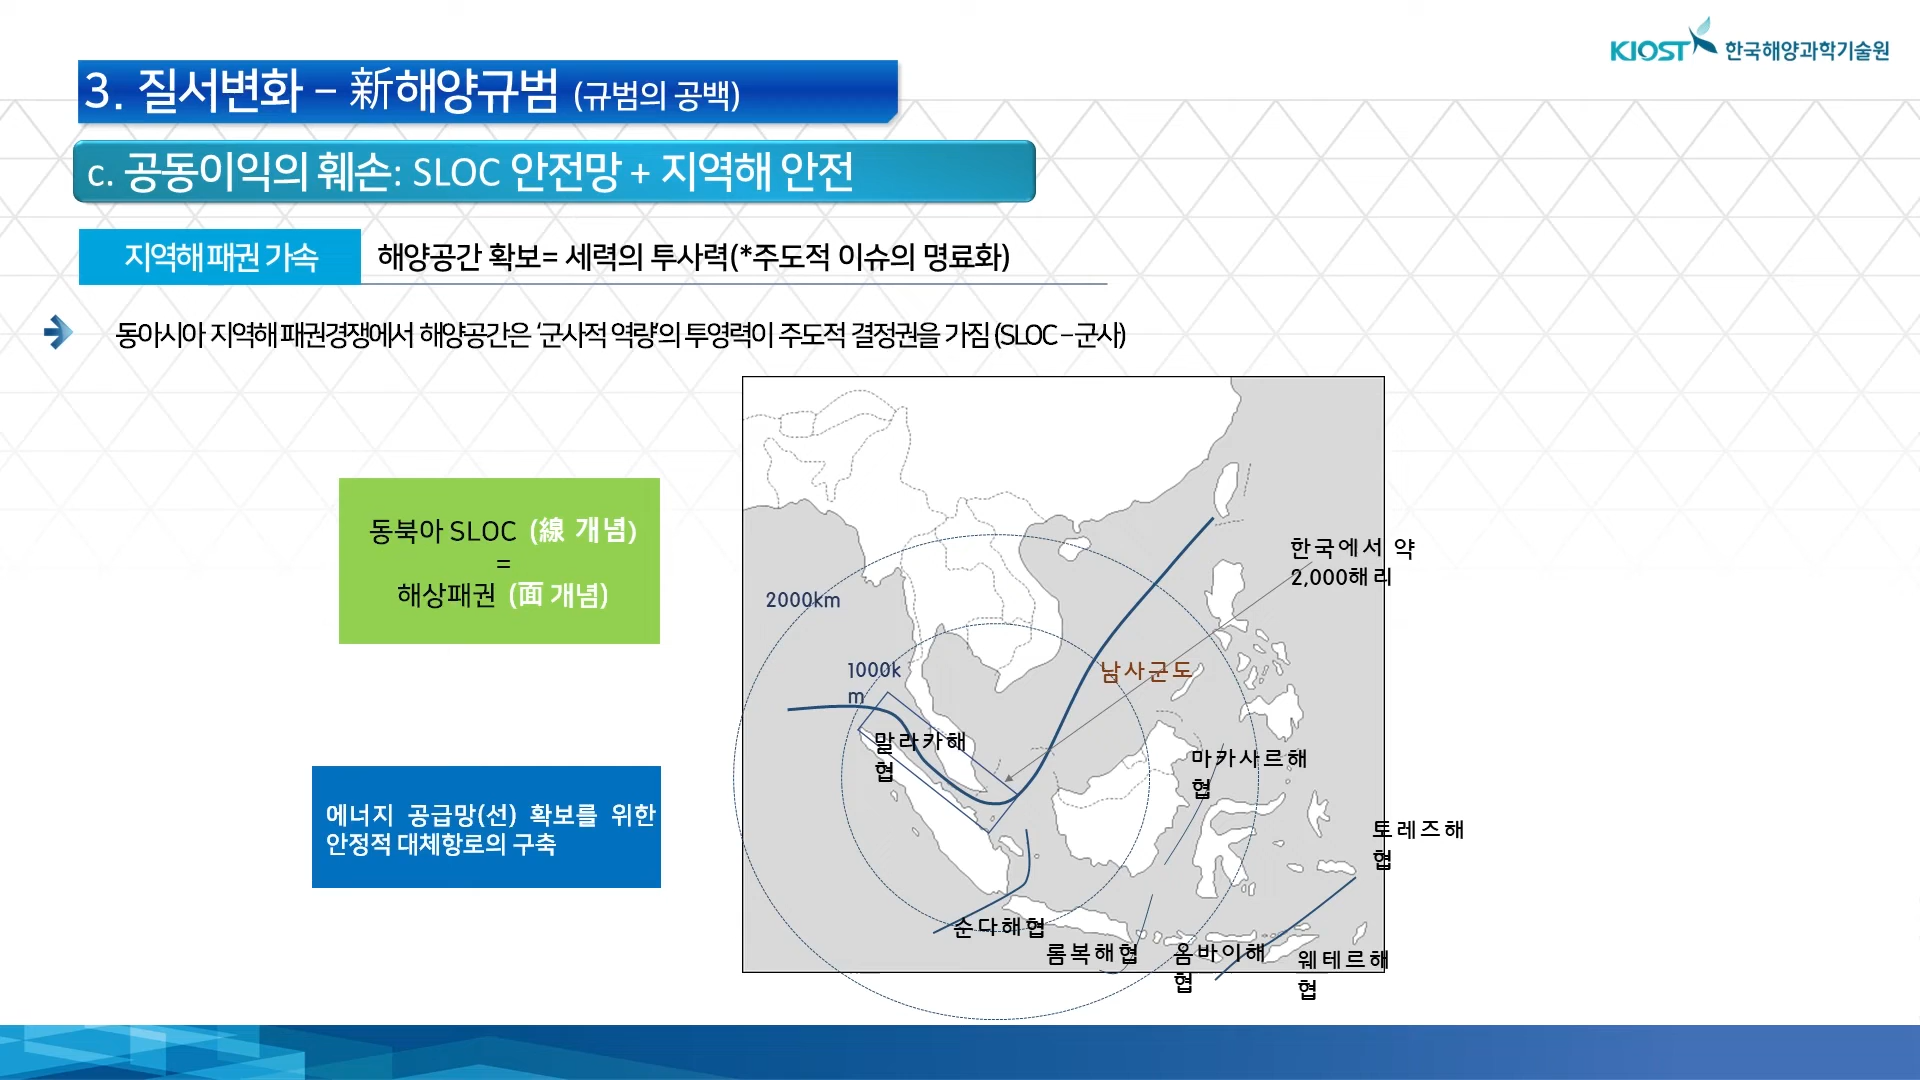 KIOST 한국해양과학기술원
3. 질서변화 – 新해양규범 (규범의 공백)
c. 공동이익의 훼손: SLOC 안전망 + 지역해 안전
지역해 패권 가속
해양공간 확보= 세력의 투사력(*주도적 이슈의 명료화)
동아시아 지역해 패권경쟁에서 해양공간은 ‘군사적 역량’의 투영력이 주도적 결정권을 가짐 (SLOC – 군사)
동북아 SLOC (線 개념)
=
해상패권 (面 개념)
에너지 공급망(선) 확보를 위한
안정적 대체항로의 구축
한국에서 약
2,000해리
2000km
1000k
m
남사군도
말라카해
협
마카사르해
협
토레즈해
협
순다해협
롬복해협
옴바이해
협
웨테르해
협